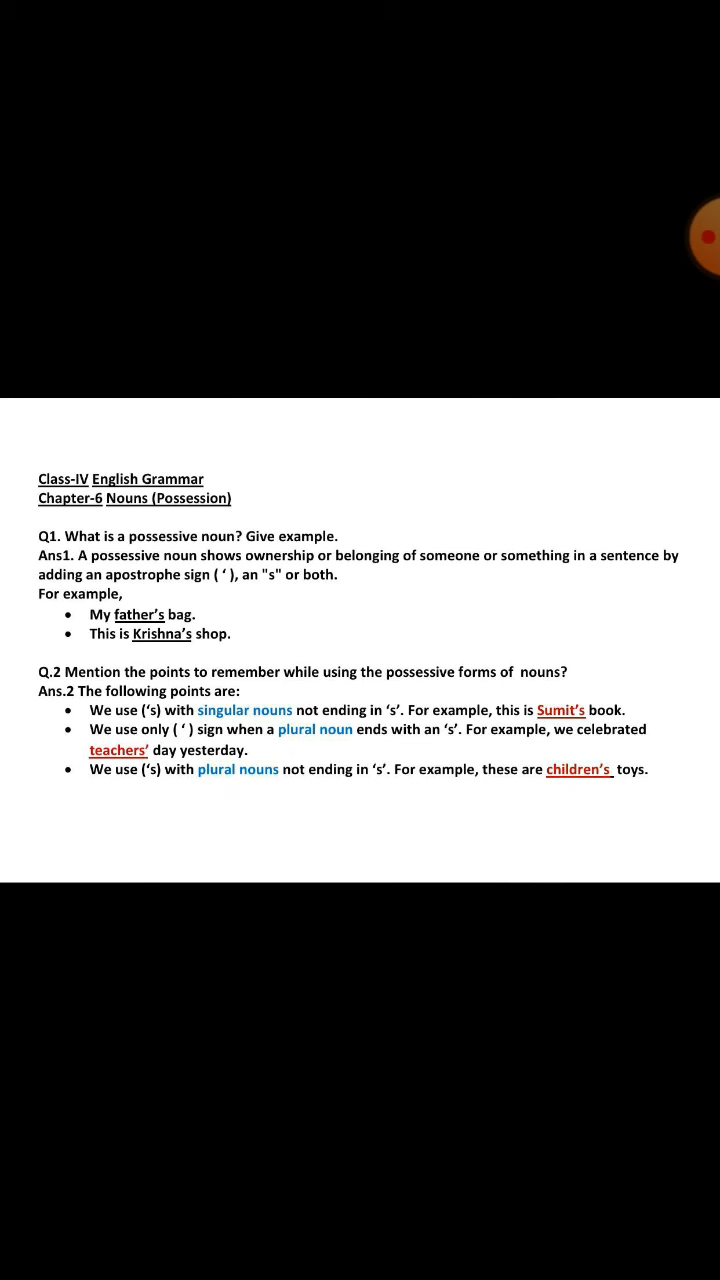 Class-IV English Grammar
Chapter-6 Nouns (Possession)
Q1. What is a possessive noun? Give example.
Ans1. A possessive noun shows ownership or belonging of someone or something in a sentence by
adding an apostrophe sign ( ‘ ), an "s" or both.
For example,
• My father’s bag.
• This is Krishna’s shop.
Q.2 Mention the points to remember while using the possessive forms of nouns?
Ans.2 The following points are:
• We use (‘s) with singular nouns not ending in ‘s’. For example, this is Sumit’s book.
• We use only ( ‘ ) sign when a plural noun ends with an ‘s’. For example, we celebrated
teachers’ day yesterday.
• We use (‘s) with plural nouns not ending in ‘s’. For example, these are children’s toys.